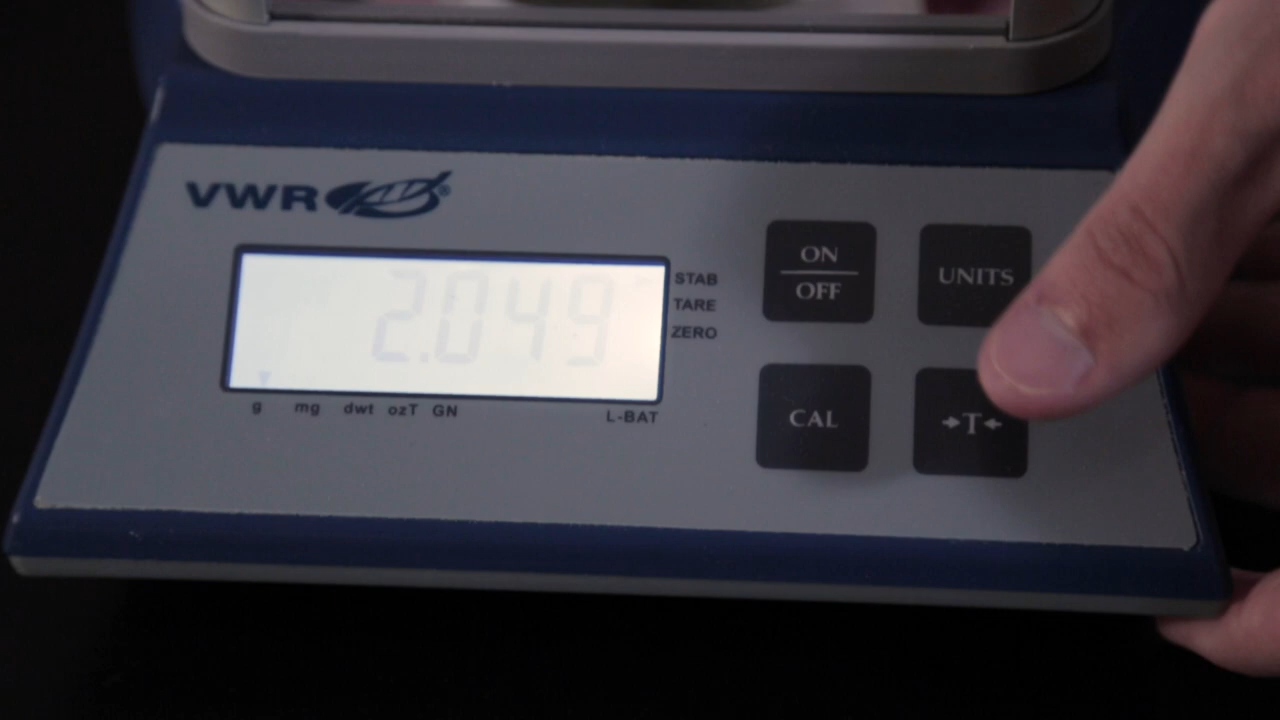 VWR®
2.049
STAB
TARE
ZERO
g mg dwt ozT GN L-BAT
ON
OFF
UNITS
CAL
→T←